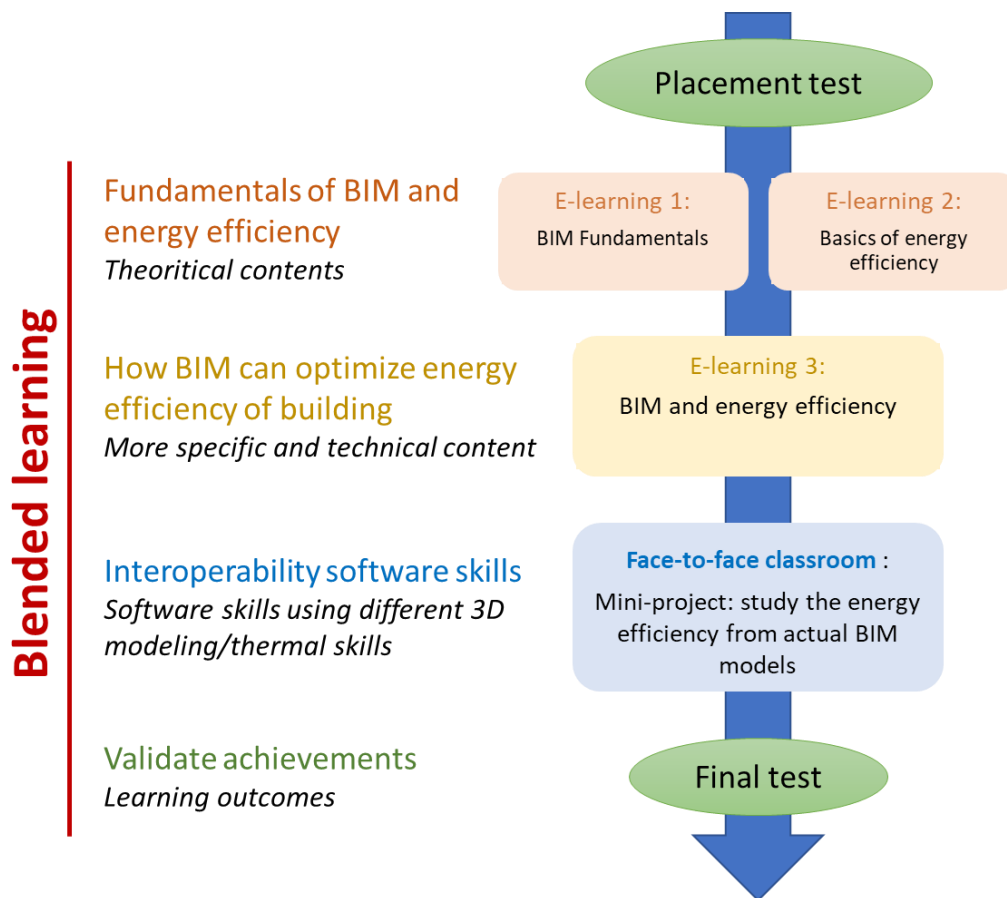 Placement test
Blended learning
Fundamentals of BIM and
energy efficiency
Theoritical contents
E-learning 1:
BIM Fundamentals
E-learning 2:
Basics of energy
efficiency
How BIM can optimize energy
efficiency of building
More specific and technical content
E-learning 3:
BIM and energy efficiency
Interoperability software skills
Software skills using different 3D
modeling/thermal skills
Face-to-face classroom :
Mini-project: study the energy
efficiency from actual BIM
models
Validate achievements
Learning outcomes
Final test